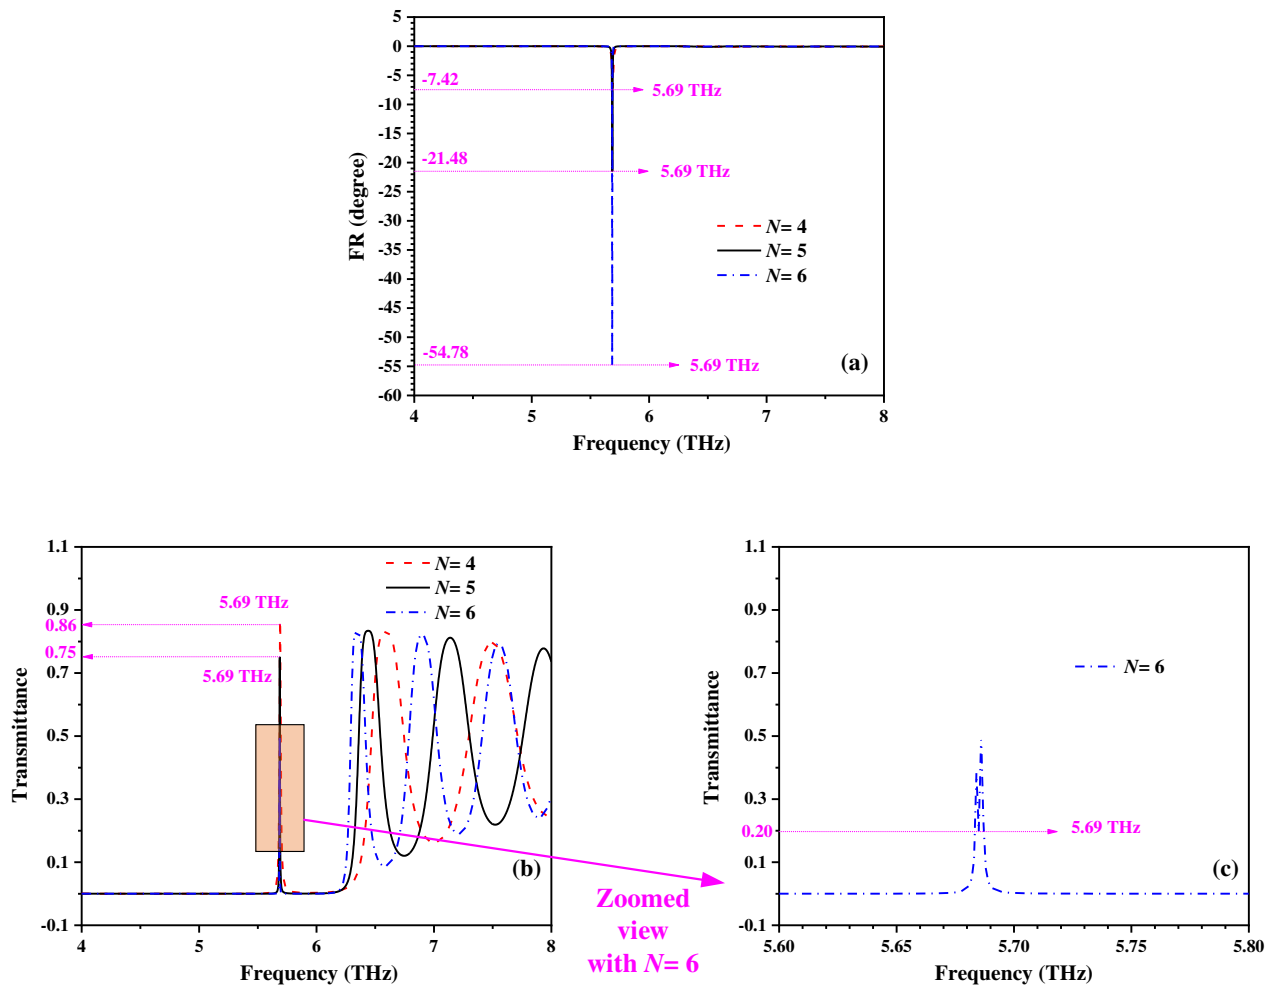 5
0
-5
-10
-15
-20
-25
-30
-35
-40
-45
-50
-55
-60
FR (degree)
-7.42
5.69 THz
-21.48
5.69 THz
N= 4
N= 5
N= 6
-54.78
5.69 THz
(a)
4 5 6 7 8
Frequency (THz)
1.1
0.9
0.7
0.5
0.3
0.1
-0.1
Transmittance
0.86
0.75
5.69 THz
5.69 THz
N= 4
N= 5
N= 6
(b)
4 5 6 7 8
Frequency (THz)
Zoomed
view
with N= 6
1.1
0.9
0.7
0.5
0.3
0.20
0.1
-0.1
Transmittance
N= 6
5.69 THz
(c)
5.60 5.65 5.70 5.75 5.80
Frequency (THz)